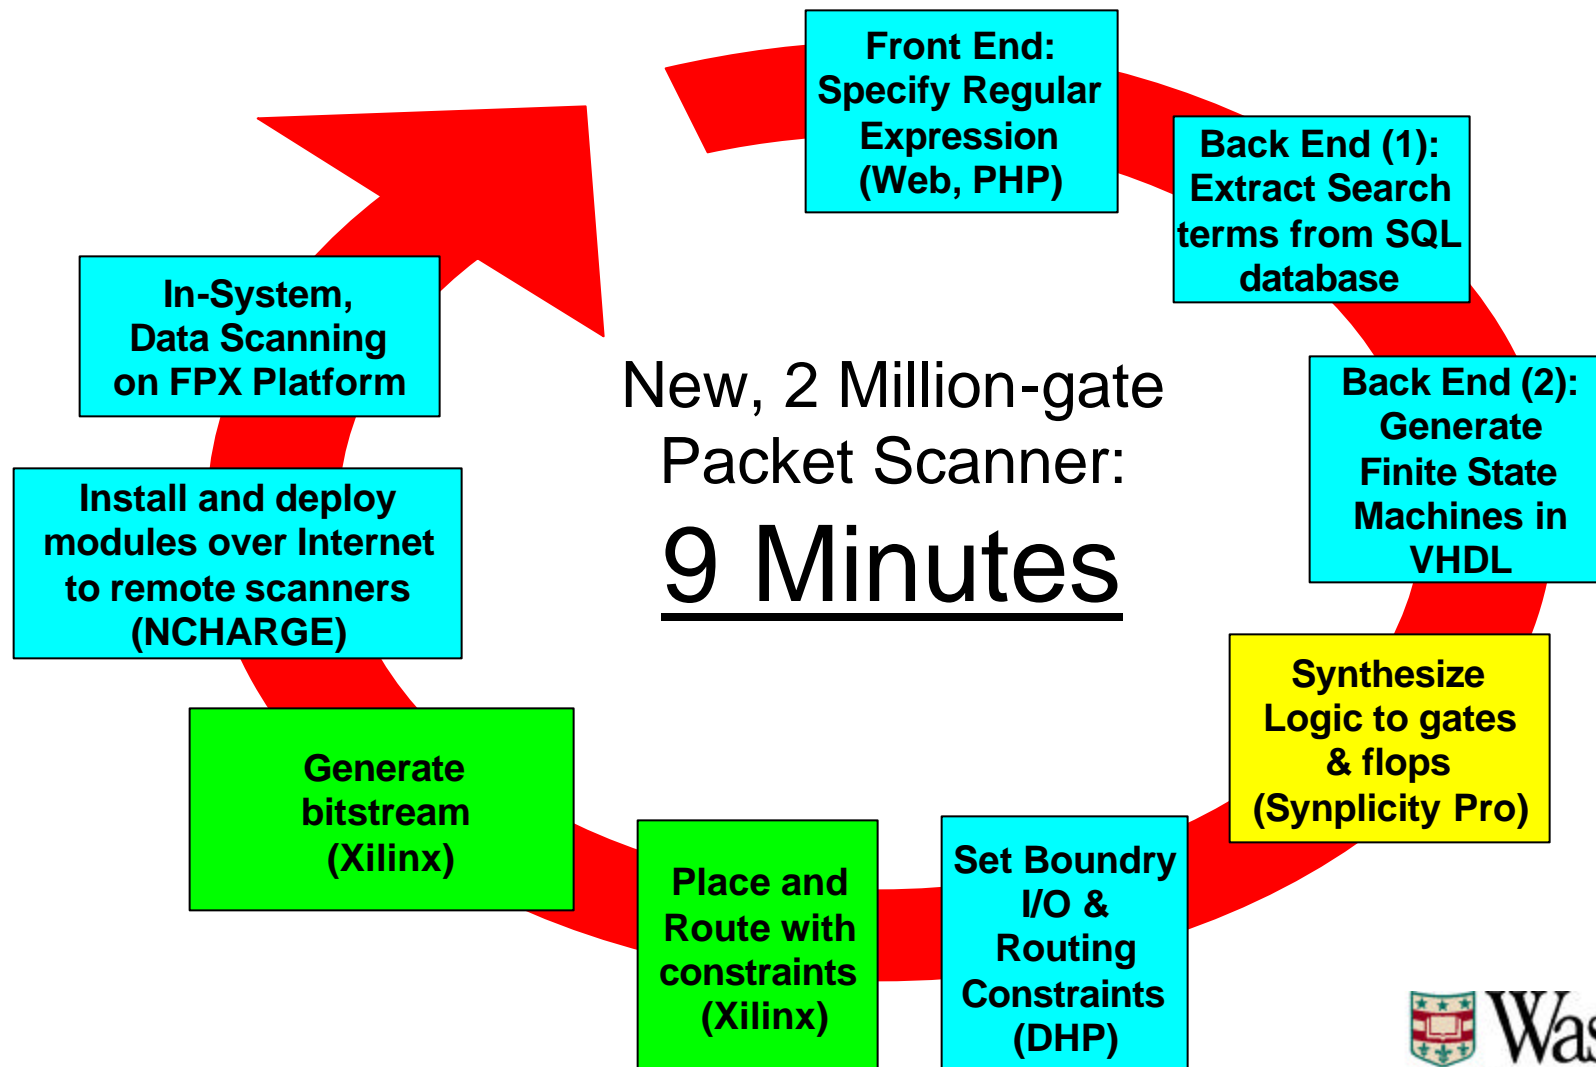 Front End:
Specify Regular
Expression
(Web, PHP)
Back End (1):
Extract Search
terms from SQL
database
Back End (2):
Generate
Finite State
Machines in
VHDL
Synthesize
Logic to gates
& flops
(Synplicity Pro)
Set Boundry
I/O &
Routing
Constraints
(DHP)
Place and
Route with
constraints
(Xilinx)
Generate
bitstream
(Xilinx)
Install and deploy
modules over Internet
to remote scanners
(NCHARGE)
In-System,
Data Scanning
on FPX Platform
New, 2 Million-gate
Packet Scanner:
9 Minutes